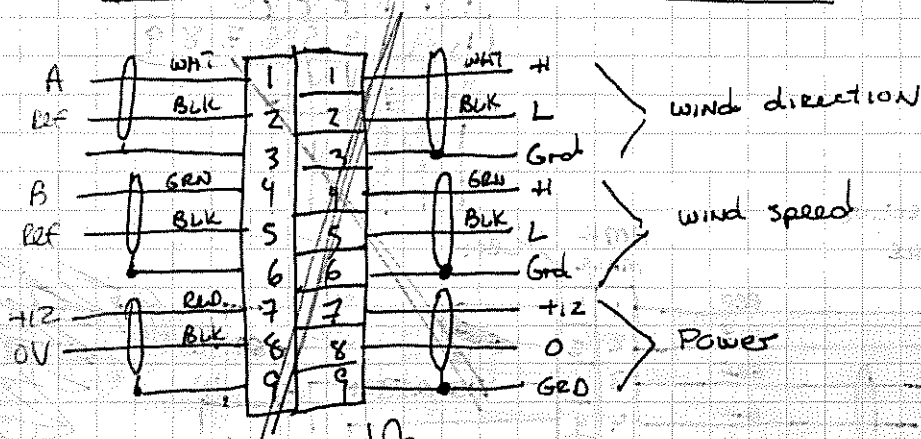 A WHT 1 1 WHT H
REF BLK 2 2 BLK L wind direction
3 3 Grd
B GRN 4 4 GRN H
REF BLK 5 5 BLK L wind speed
6 6 Grd
+12 RED 7 7 +12
0V BLK 8 8 0 Power
9 9 GRD